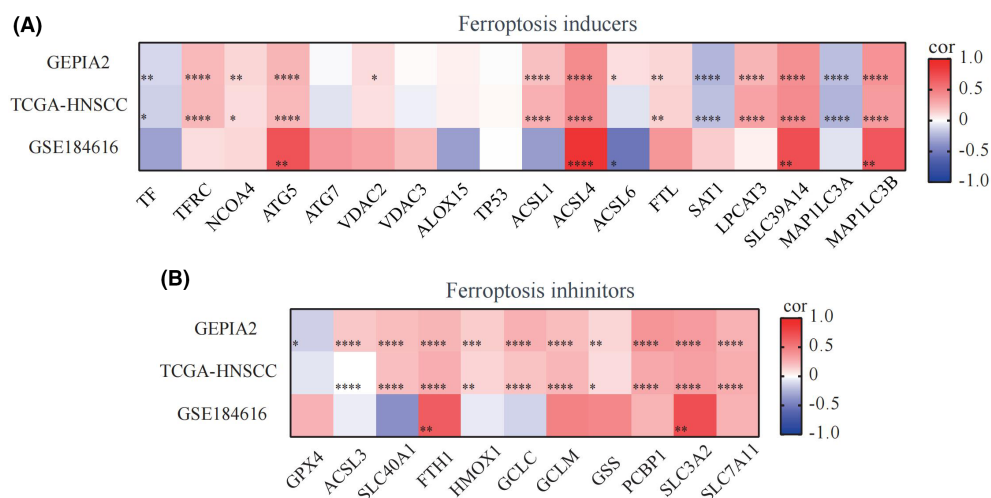 (A)
Ferroptosis inducers
cor
GEPIA2 ** **** ** **** * **** **** * ** **** **** **** **** ****
TCGA-HNSCC * **** * **** **** **** ** **** **** **** **** ****
GSE184616 ** **** * ** **
1.0
0.5
0
-0.5
-1.0
TF TFRC NCOA4 ATG5 ATG7 VDAC2 VDAC3 ALOX15 TP53 ACSL1 ACSL4 ACSL6 FTL SAT1 LPCAT3 SLC39A14 MAP1LC3A MAP1LC3B
(B)
Ferroptosis inhinitors
cor
GEPIA2 * **** **** **** *** **** **** ** **** **** ****
TCGA-HNSCC **** **** **** ** **** **** * **** **** ****
GSE184616 ** **
1.0
0.5
0
-0.5
-1.0
GPX4 ACSL3 SLC40A1 FTH1 HMOX1 GCLC GCLM GSS PCBP1 SLC3A2 SLC7A11